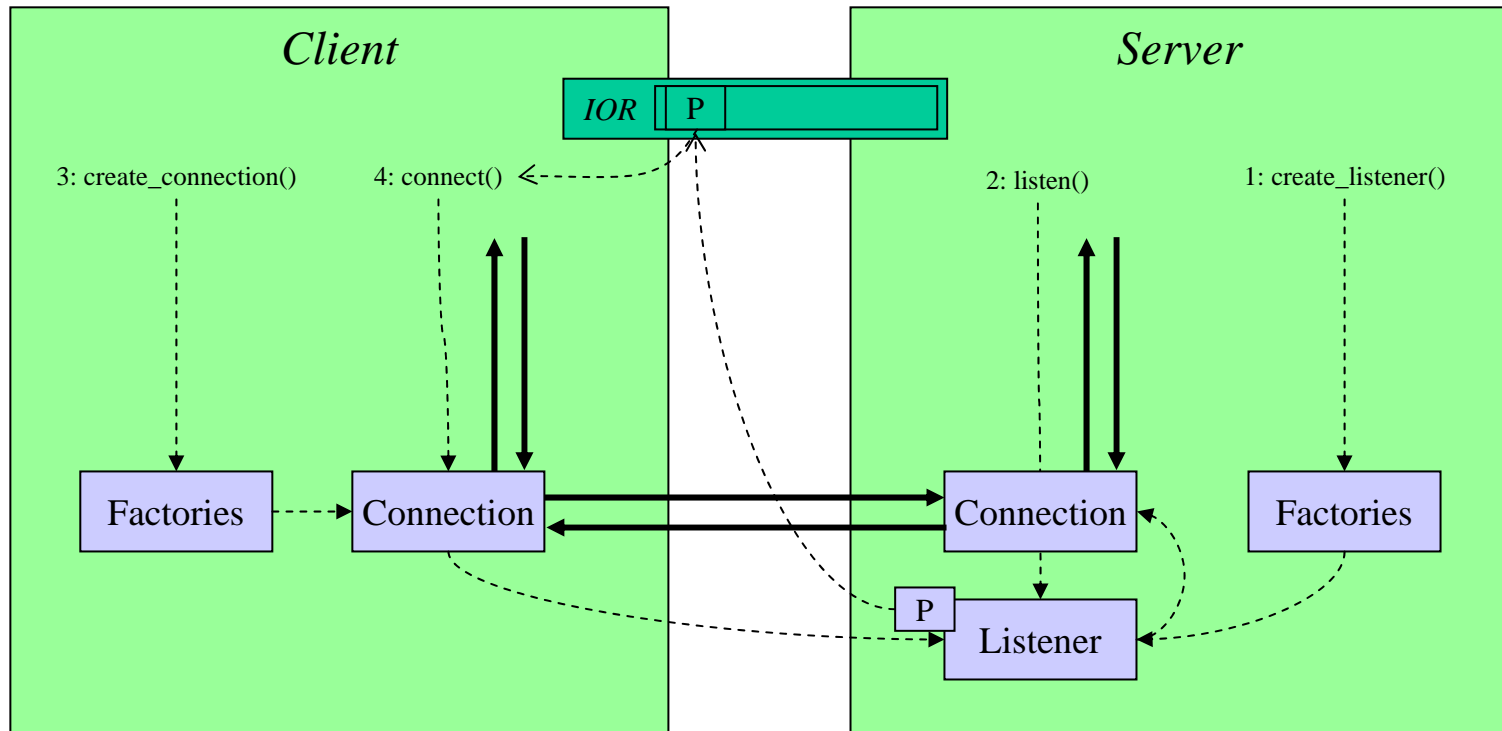 Client
Server
IOR
P
3: create_connection()
4: connect()
2: listen()
1: create_listener()
Factories
Connection
Connection
Factories
P
Listener